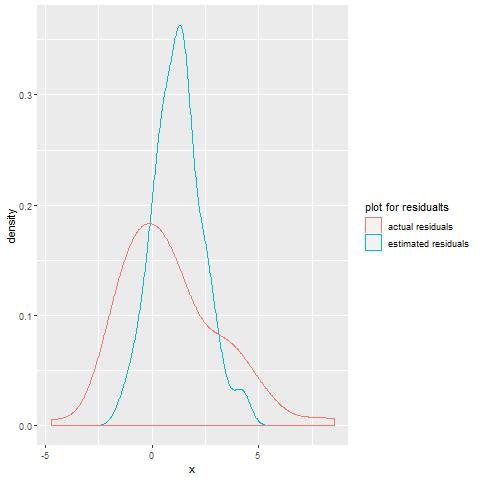 0.3
0.2
0.1
0.0
density
-5
0
5
x
plot for residualts
actual residuals
estimated residuals